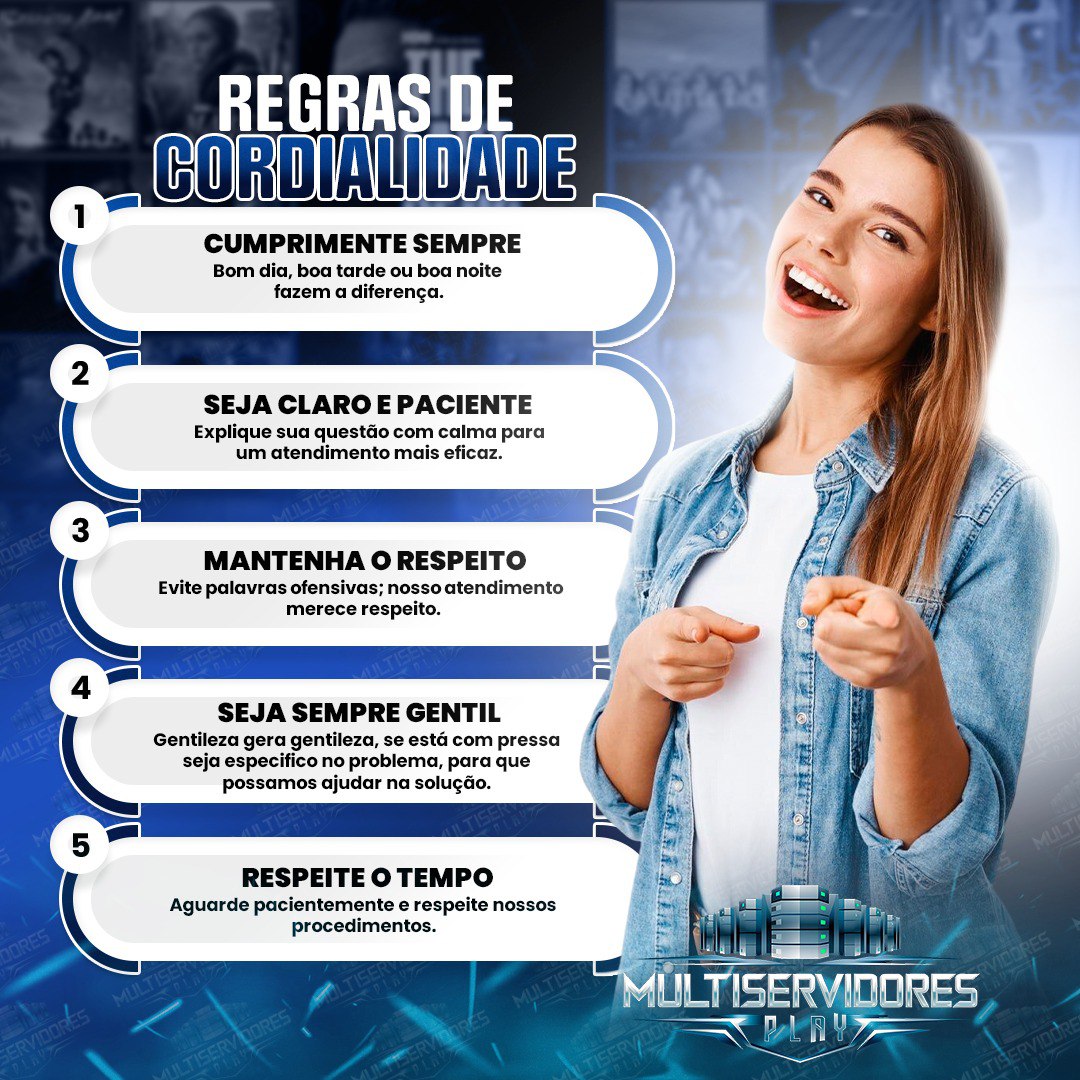 REGRAS DE
CORDIALIDADE
1
CUMPRIMENTE SEMPRE
Bom dia, boa tarde ou boa noite
fazem a diferença.
2
SEJA CLARO E PACIENTE
Explique sua questão com calma para
um atendimento mais eficaz.
3
MANTENHA O RESPEITO
Evite palavras ofensivas; nosso atendimento
merece respeito.
4
SEJA SEMPRE GENTIL
Gentileza gera gentileza, se está com pressa
seja especifico no problema, para que
possamos ajudar na solução.
5
RESPEITE O TEMPO
Aguarde pacientemente e respeite nossos
procedimentos.
MULTISERVIDORES
PLAY